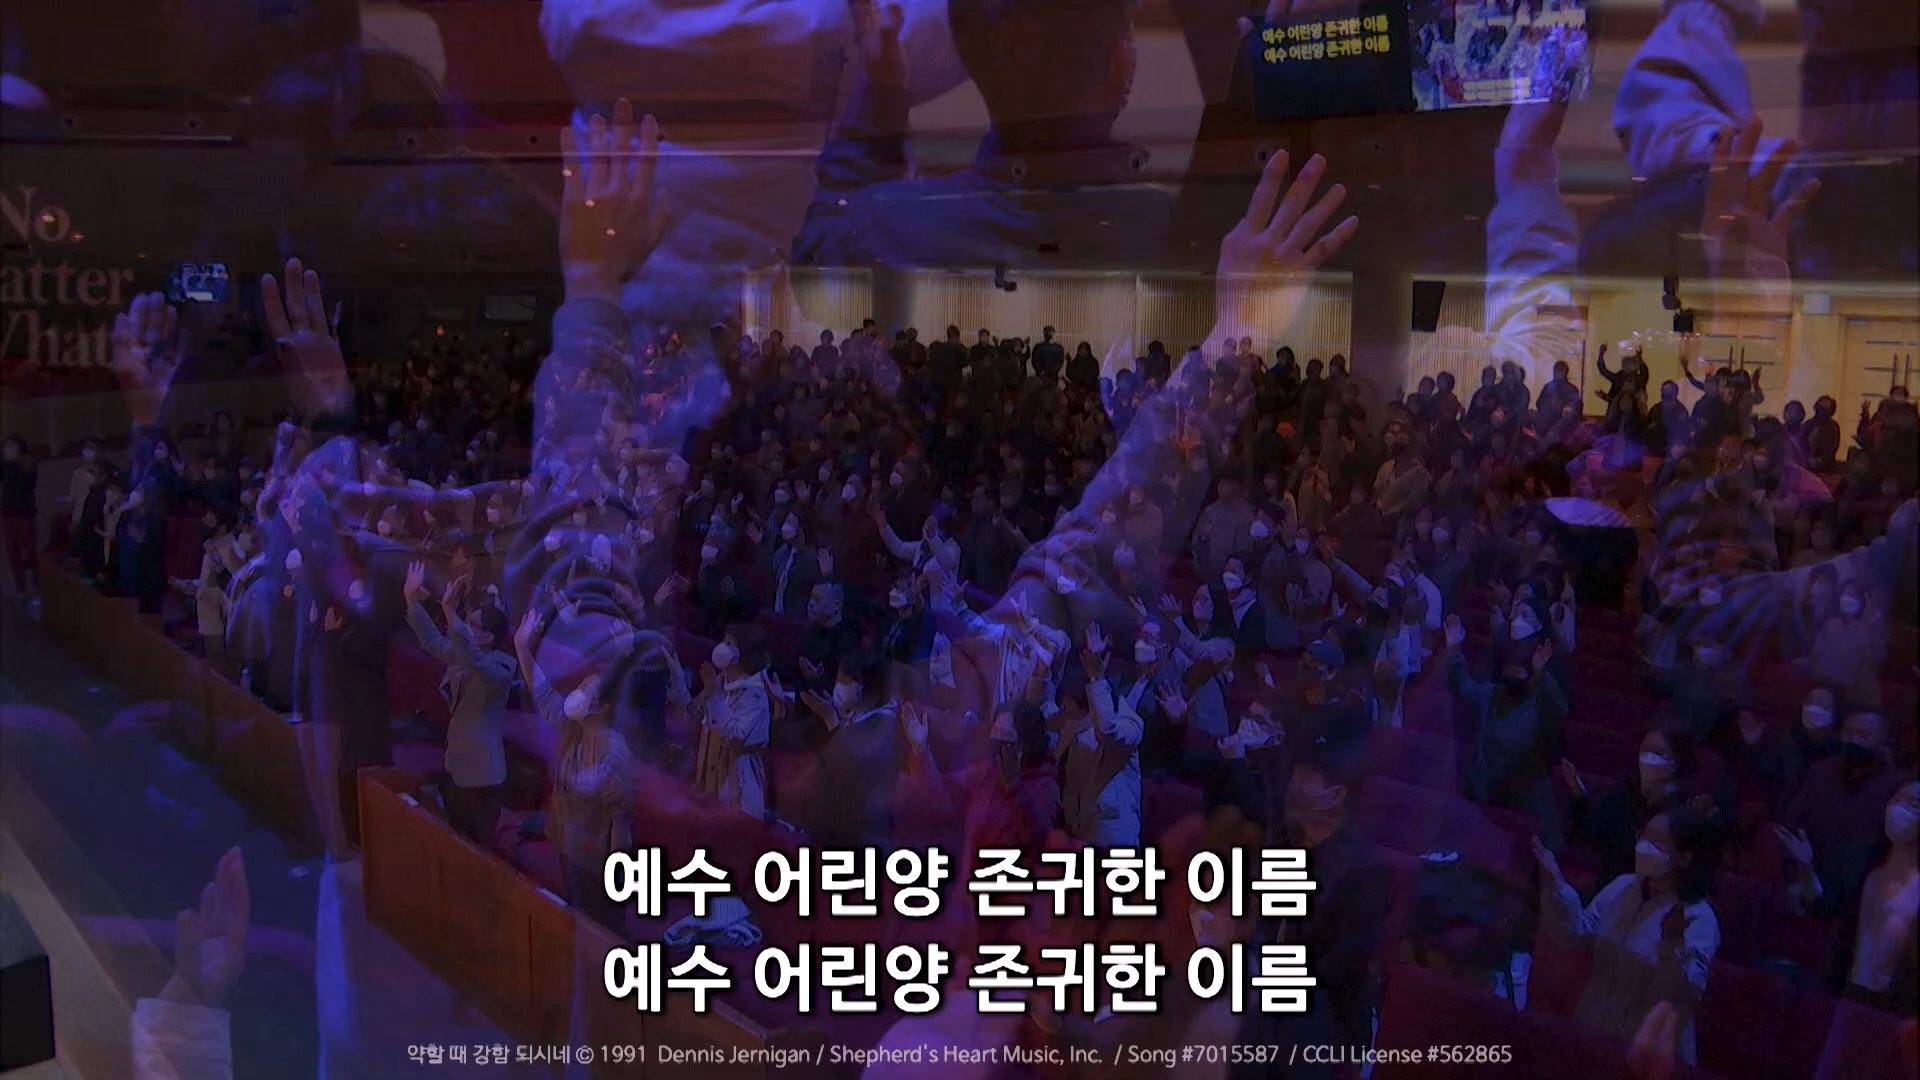 예수 어린양 존귀한 이름
예수 어린양 존귀한 이름
No.
atter
What
예수 어린양 존귀한 이름
예수 어린양 존귀한 이름
약할 때 강함 되시네 © 1991 Dennis Jernigan / Shepherd's Heart Music, Inc. / Song #7015587 / CCLI License #562865